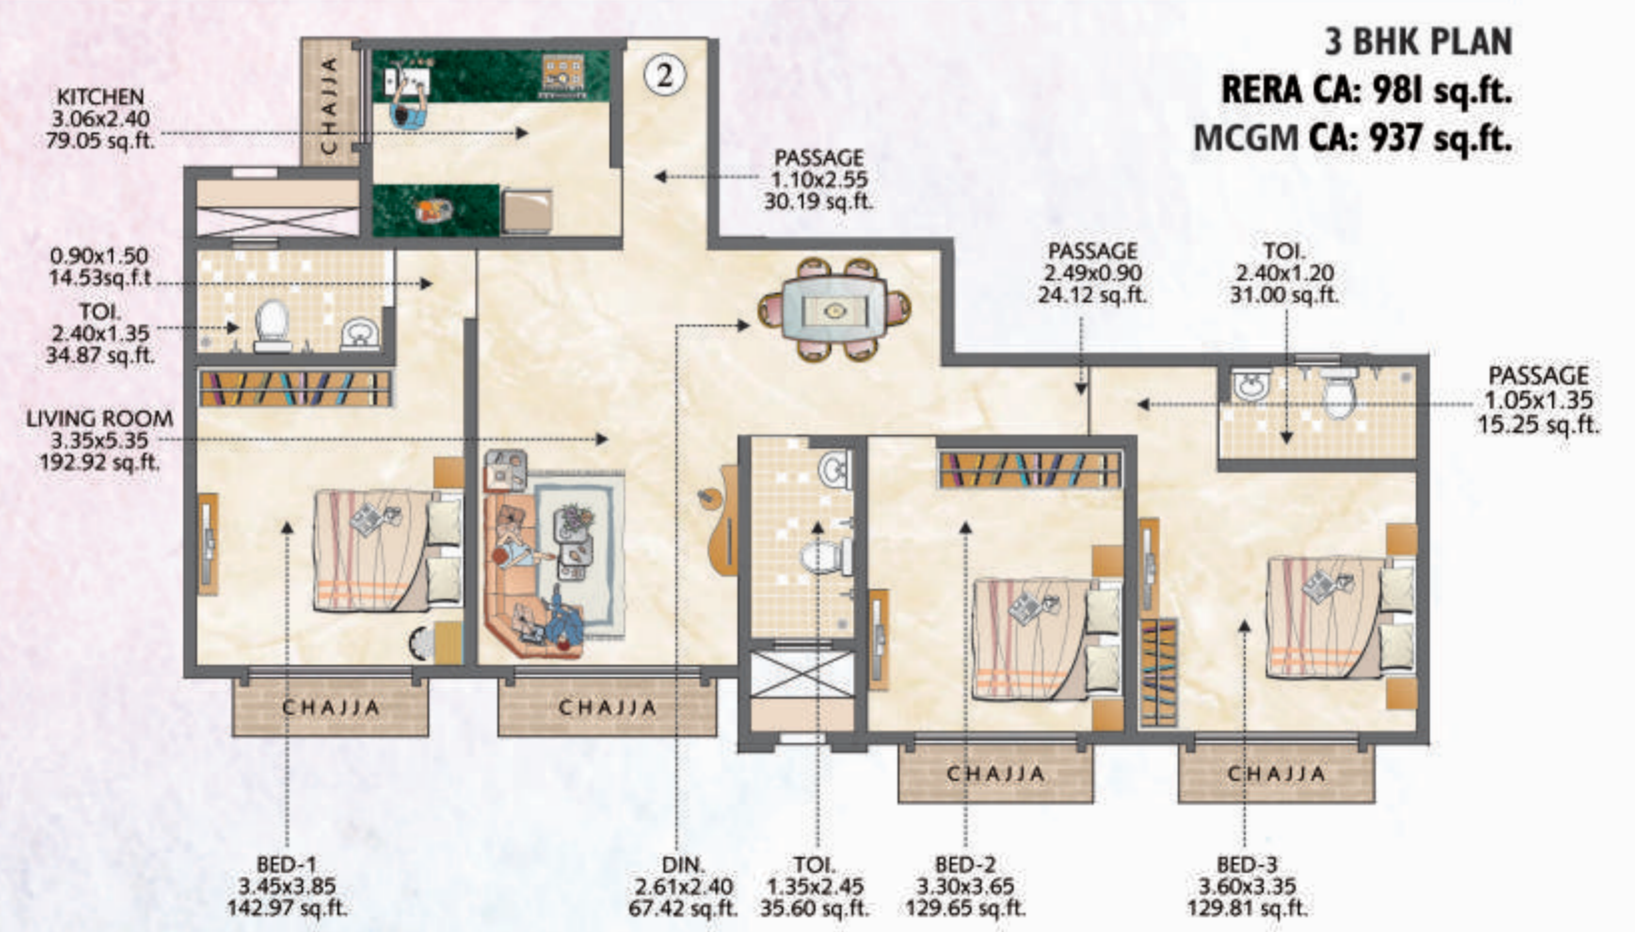 3 BHK PLAN
RERA CA: 981 sq.ft.
MCGM CA: 937 sq.ft.
2
CHAJJA
KITCHEN
3.06x2.40
79.05 sq.ft.
PASSAGE
1.10x2.55
30.19 sq.ft.
0.90x1.50
14.53sq.f.t
TOI.
2.40x1.35
34.87 sq.ft.
PASSAGE
2.49x0.90
24.12 sq.ft.
TOI.
2.40x1.20
31.00 sq.ft.
PASSAGE
1.05x1.35
15.25 sq.ft.
LIVING ROOM
3.35x5.35
192.92 sq.ft.
CHAJJA
CHAJJA
CHAJJA
CHAJJA
BED-1
3.45x3.85
142.97 sq.ft.
DIN.
2.61x2.40
67.42 sq.ft.
TOI.
1.35x2.45
35.60 sq.ft.
BED-2
3.30x3.65
129.65 sq.ft.
BED-3
3.60x3.35
129.81 sq.ft.